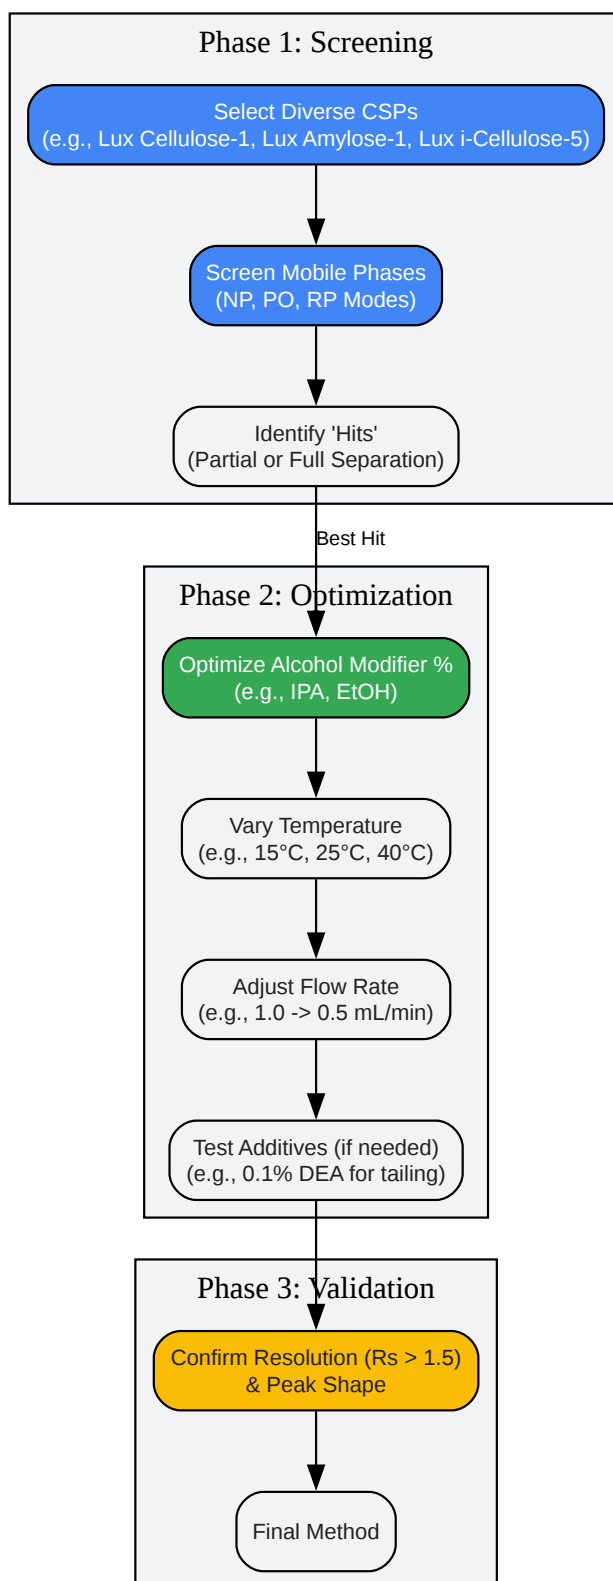 Phase 1: Screening
Select Diverse CSPs
(e.g., Lux Cellulose-1, Lux Amylose-1, Lux i-Cellulose-5)
Screen Mobile Phases
(NP, PO, RP Modes)
Identify 'Hits'
(Partial or Full Separation)
Best Hit
Phase 2: Optimization
Optimize Alcohol Modifier %
(e.g., IPA, EtOH)
Vary Temperature
(e.g., 15°C, 25°C, 40°C)
Adjust Flow Rate
(e.g., 1.0 -> 0.5 mL/min)
Test Additives (if needed)
(e.g., 0.1% DEA for tailing)
Phase 3: Validation
Confirm Resolution (Rs > 1.5)
& Peak Shape
Final Method